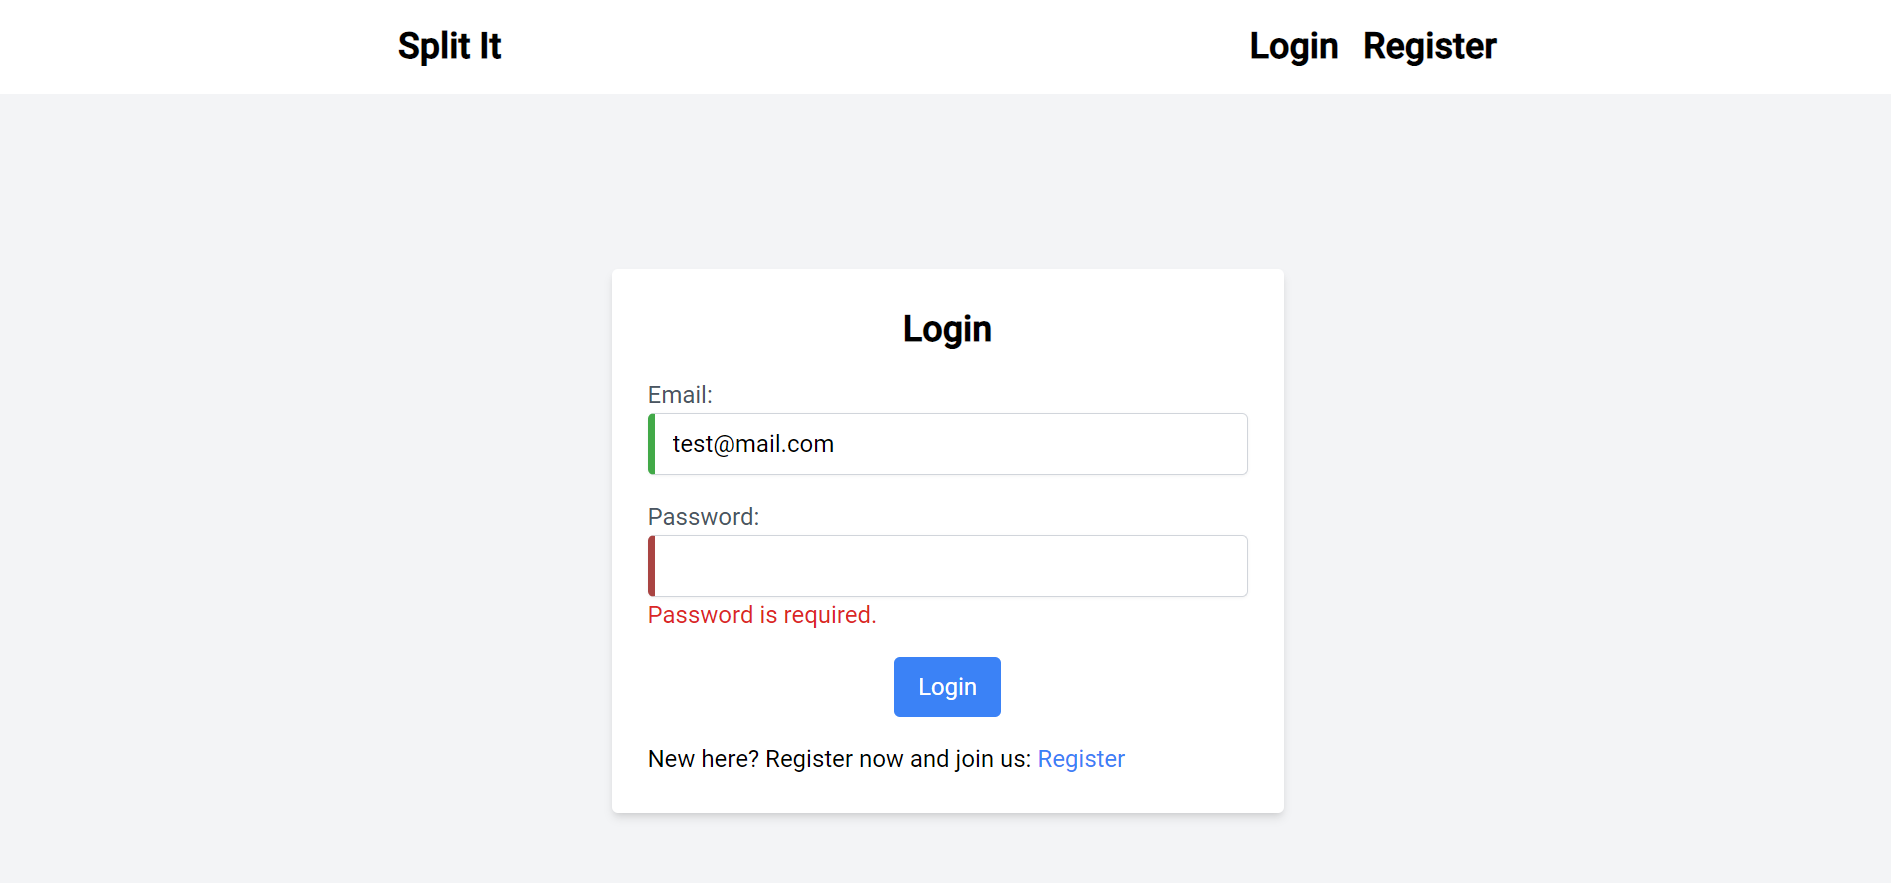 Split It
Login Register
Login
Email:
test@mail.com
Password:
Password is required.
Login
New here? Register now and join us: Register